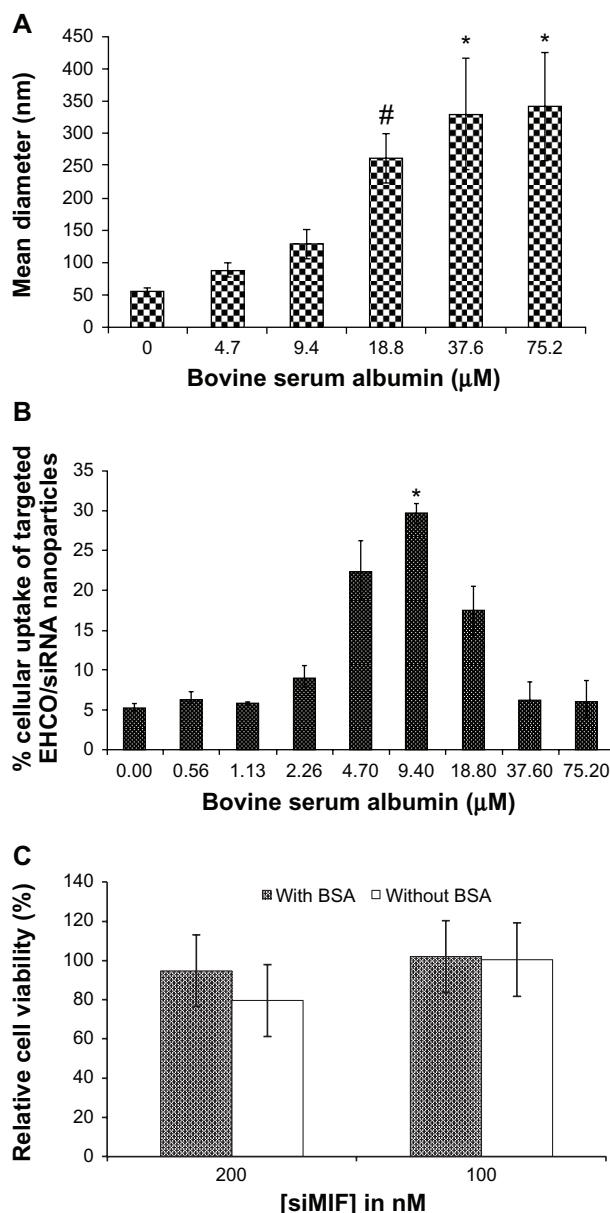 A
450
400
350
300
250
200
150
100
50
0
Mean diameter (nm)
#
*
*
0 4.7 9.4 18.8 37.6 75.2
Bovine serum albumin (μM)
B
35
30
25
20
15
10
5
0
% cellular uptake of targeted
EHCO/siRNA nanoparticles
*
0.00 0.56 1.13 2.26 4.70 9.40 18.80 37.60 75.20
Bovine serum albumin (μM)
C
140
120
100
80
60
40
20
0
Relative cell viability (%)
With BSA Without BSA
200 100
[siMIF] in nM